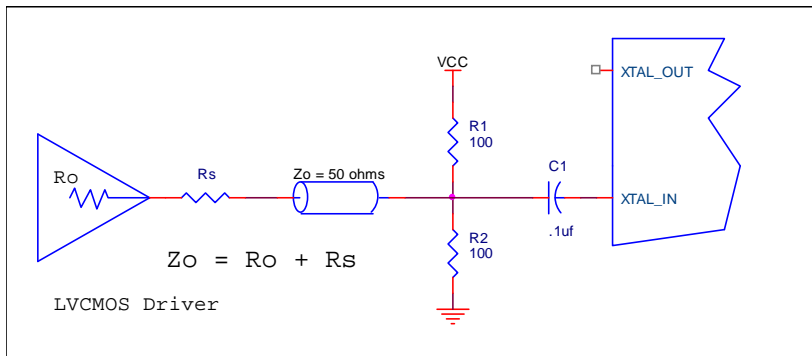 VCC
XTAL_OUT
R1
100
Ro
Rs
Zo = 50 ohms
C1
XTAL_IN
.1uf
R2
100
Zo = Ro + Rs
LVCMOS Driver